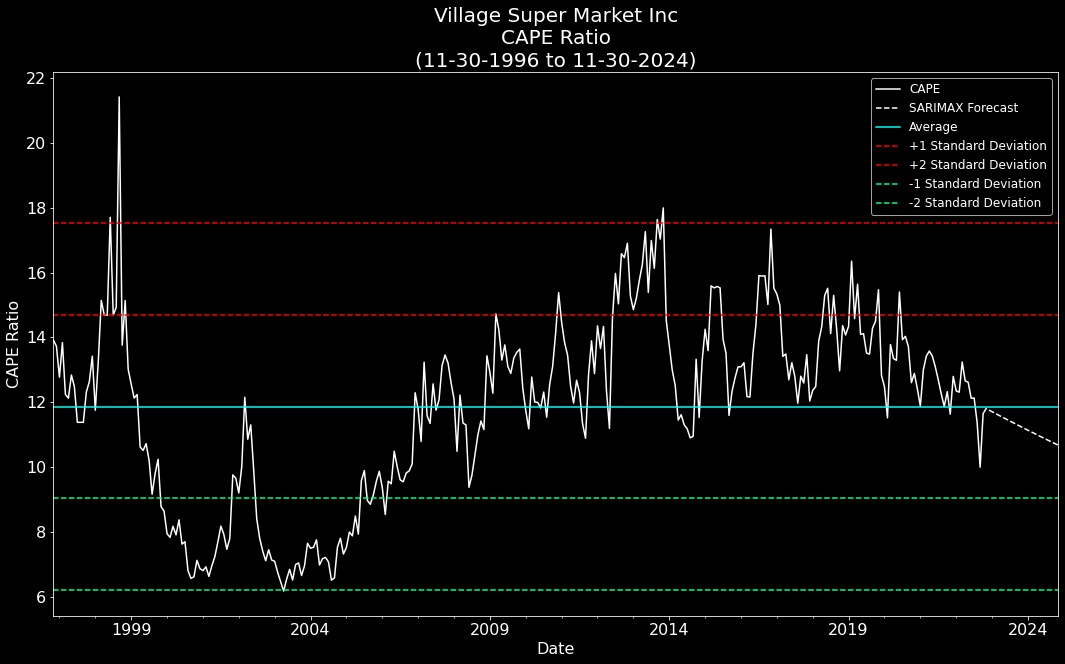 Village Super Market Inc
CAPE Ratio
(11-30-1996 to 11-30-2024)
CAPE
SARIMAX Forecast
Average
+1 Standard Deviation
+2 Standard Deviation
-1 Standard Deviation
-2 Standard Deviation
CAPE Ratio
22
20
18
16
14
12
10
8
6
1999
2004
2009
2014
2019
2024
Date